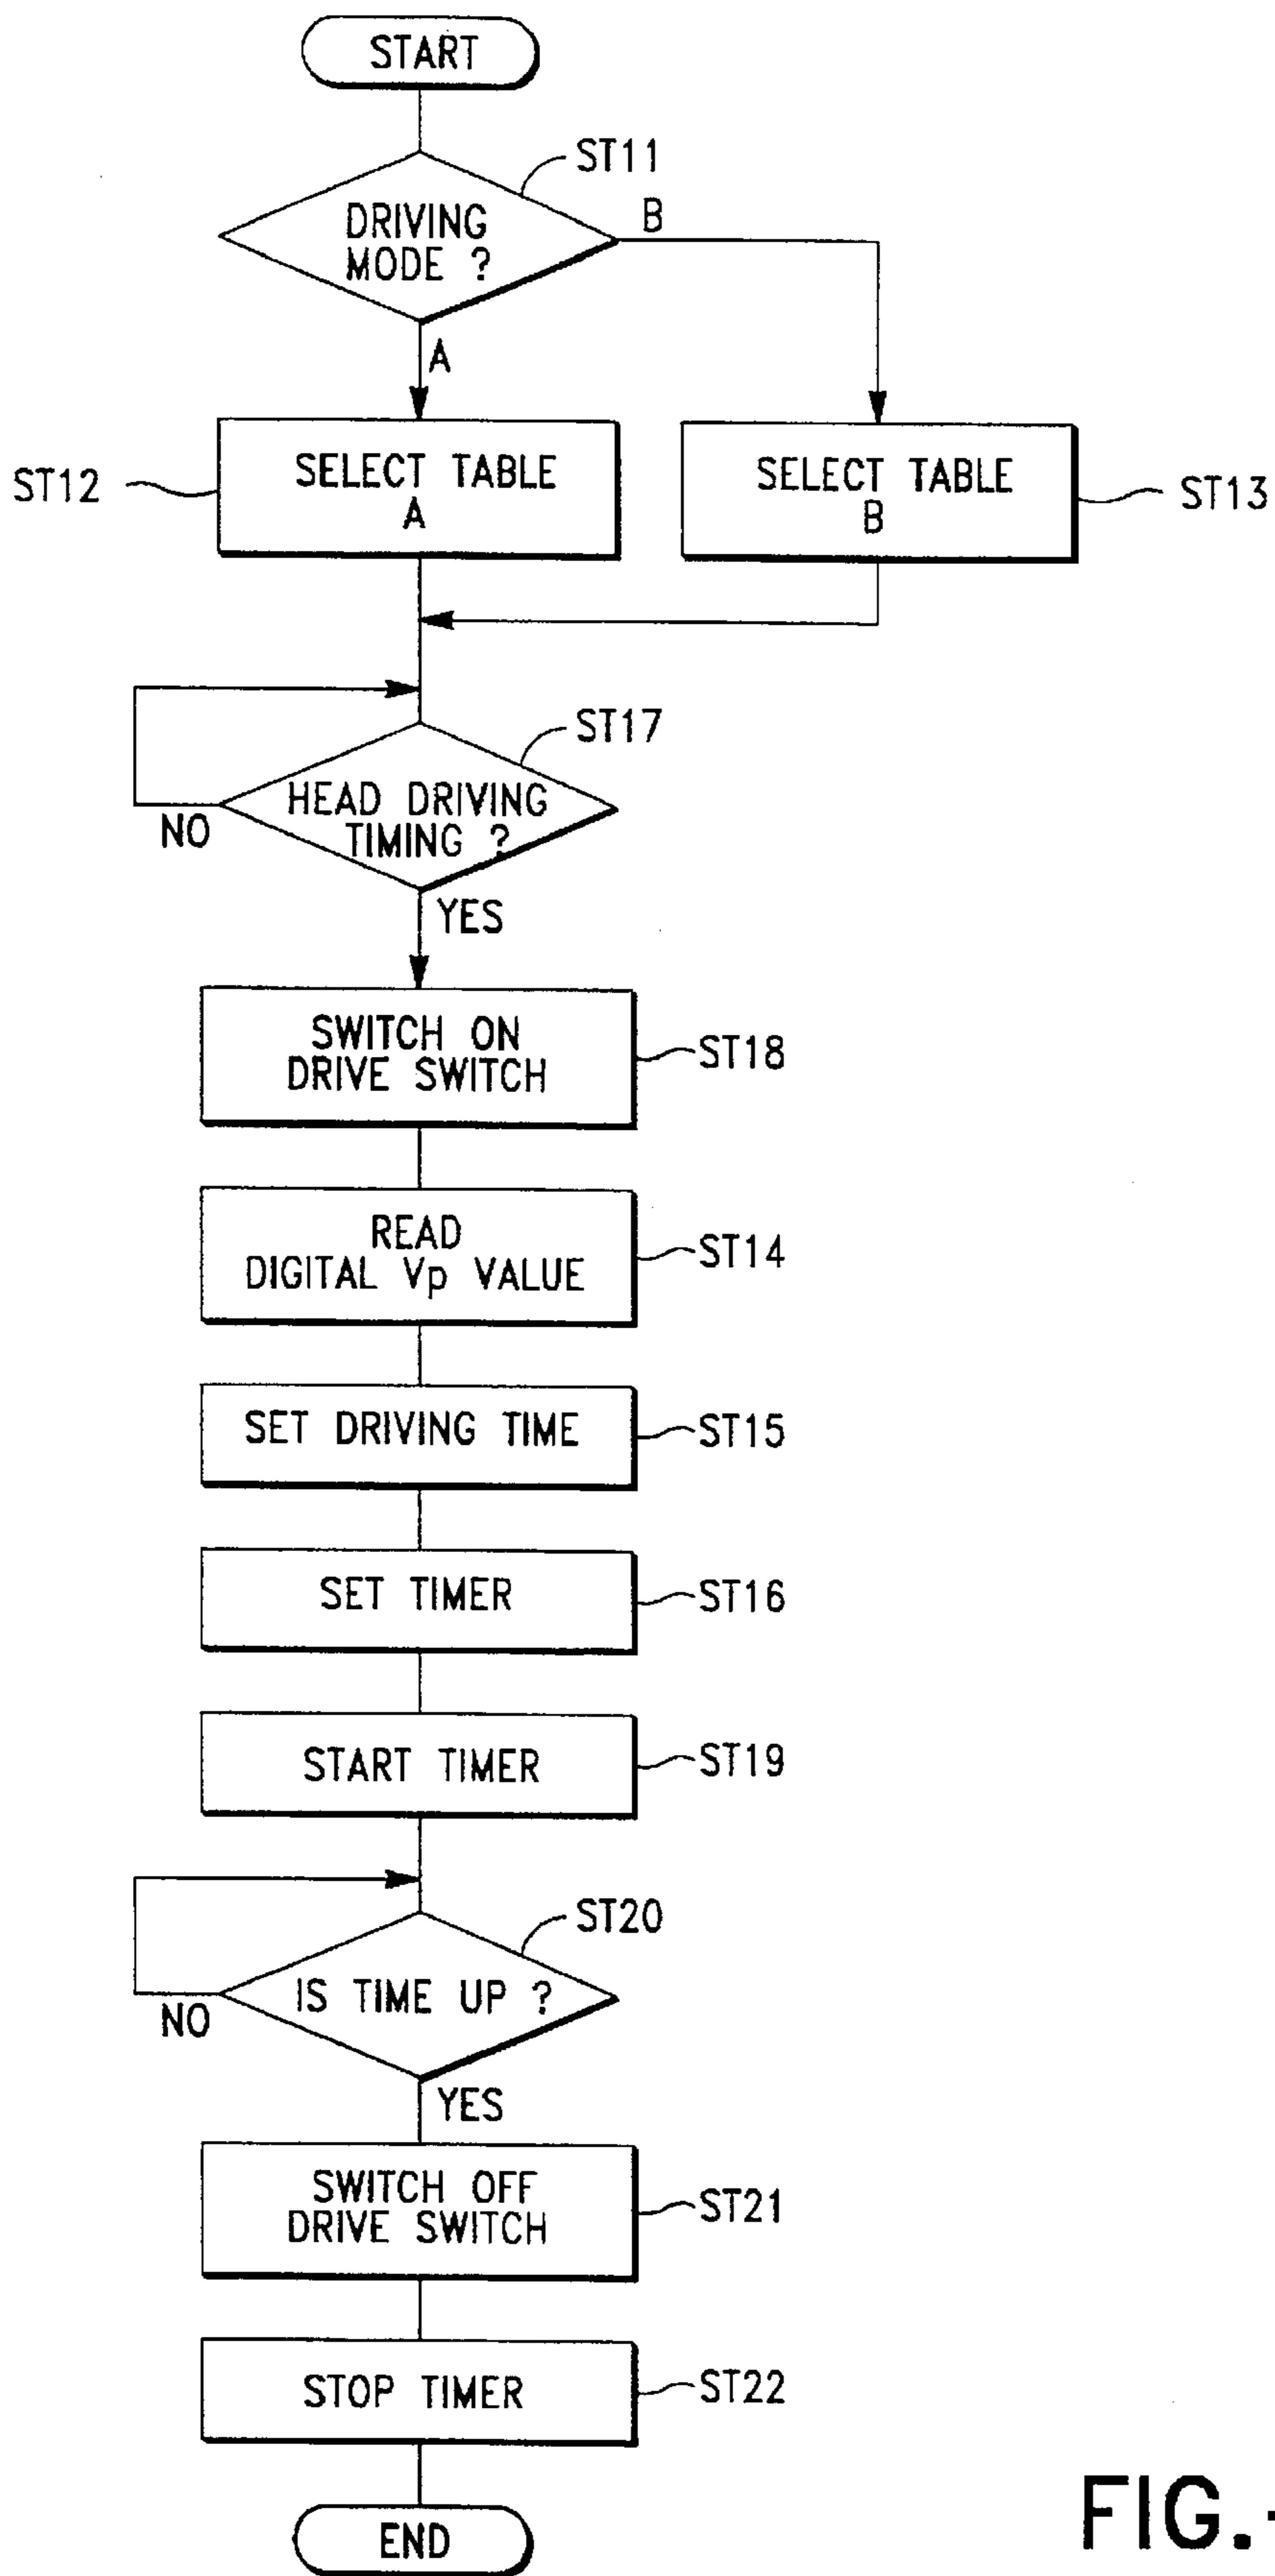 START
ST11
DRIVING
MODE ?
B
A
ST12
SELECT TABLE
A
SELECT TABLE
B
ST13
ST17
HEAD DRIVING
TIMING ?
NO
YES
SWITCH ON
DRIVE SWITCH
ST18
READ
DIGITAL Vp VALUE
ST14
SET DRIVING TIME
ST15
SET TIMER
ST16
START TIMER
ST19
ST20
IS TIME UP ?
NO
YES
SWITCH OFF
DRIVE SWITCH
ST21
STOP TIMER
ST22
END
FIG.